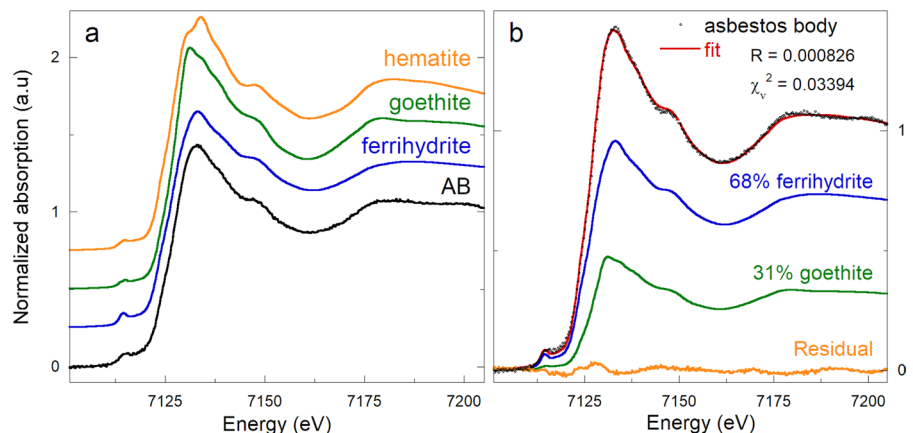 a
hematite
goethite
ferrihydrite
AB
Normalized absorption (a.u)
2
1
0
7125
7150
7175
7200
Energy (eV)
b
asbestos body
fit
R = 0.000826
χν² = 0.03394
68% ferrihydrite
31% goethite
Residual
1
0
7125
7150
7175
7200
Energy (eV)